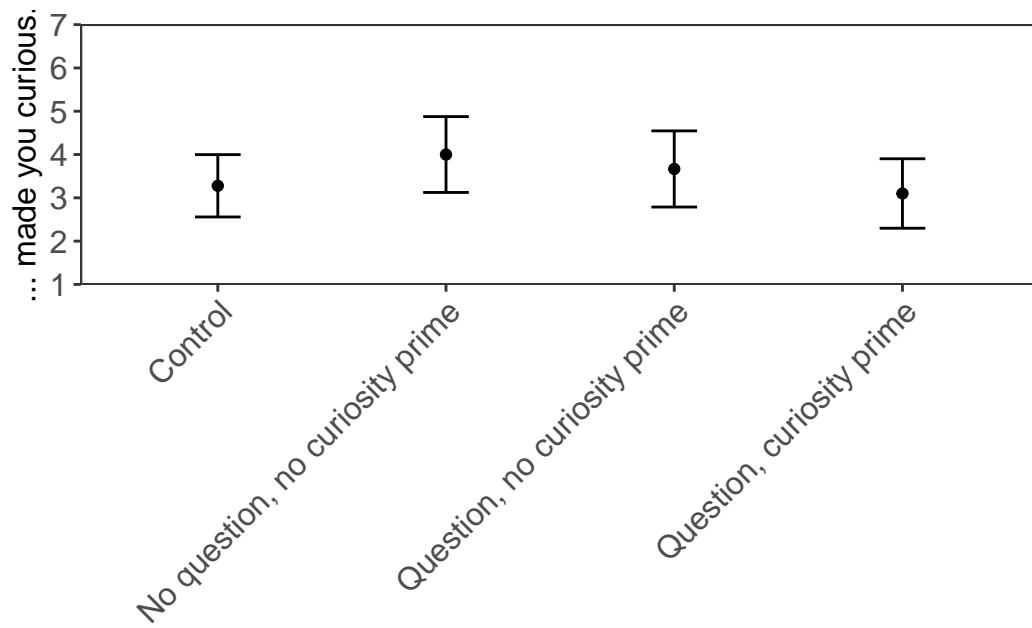 ... made you curious.
7
6
5
4
3
2
1
Control
No question, no curiosity prime
Question, no curiosity prime
Question, curiosity prime